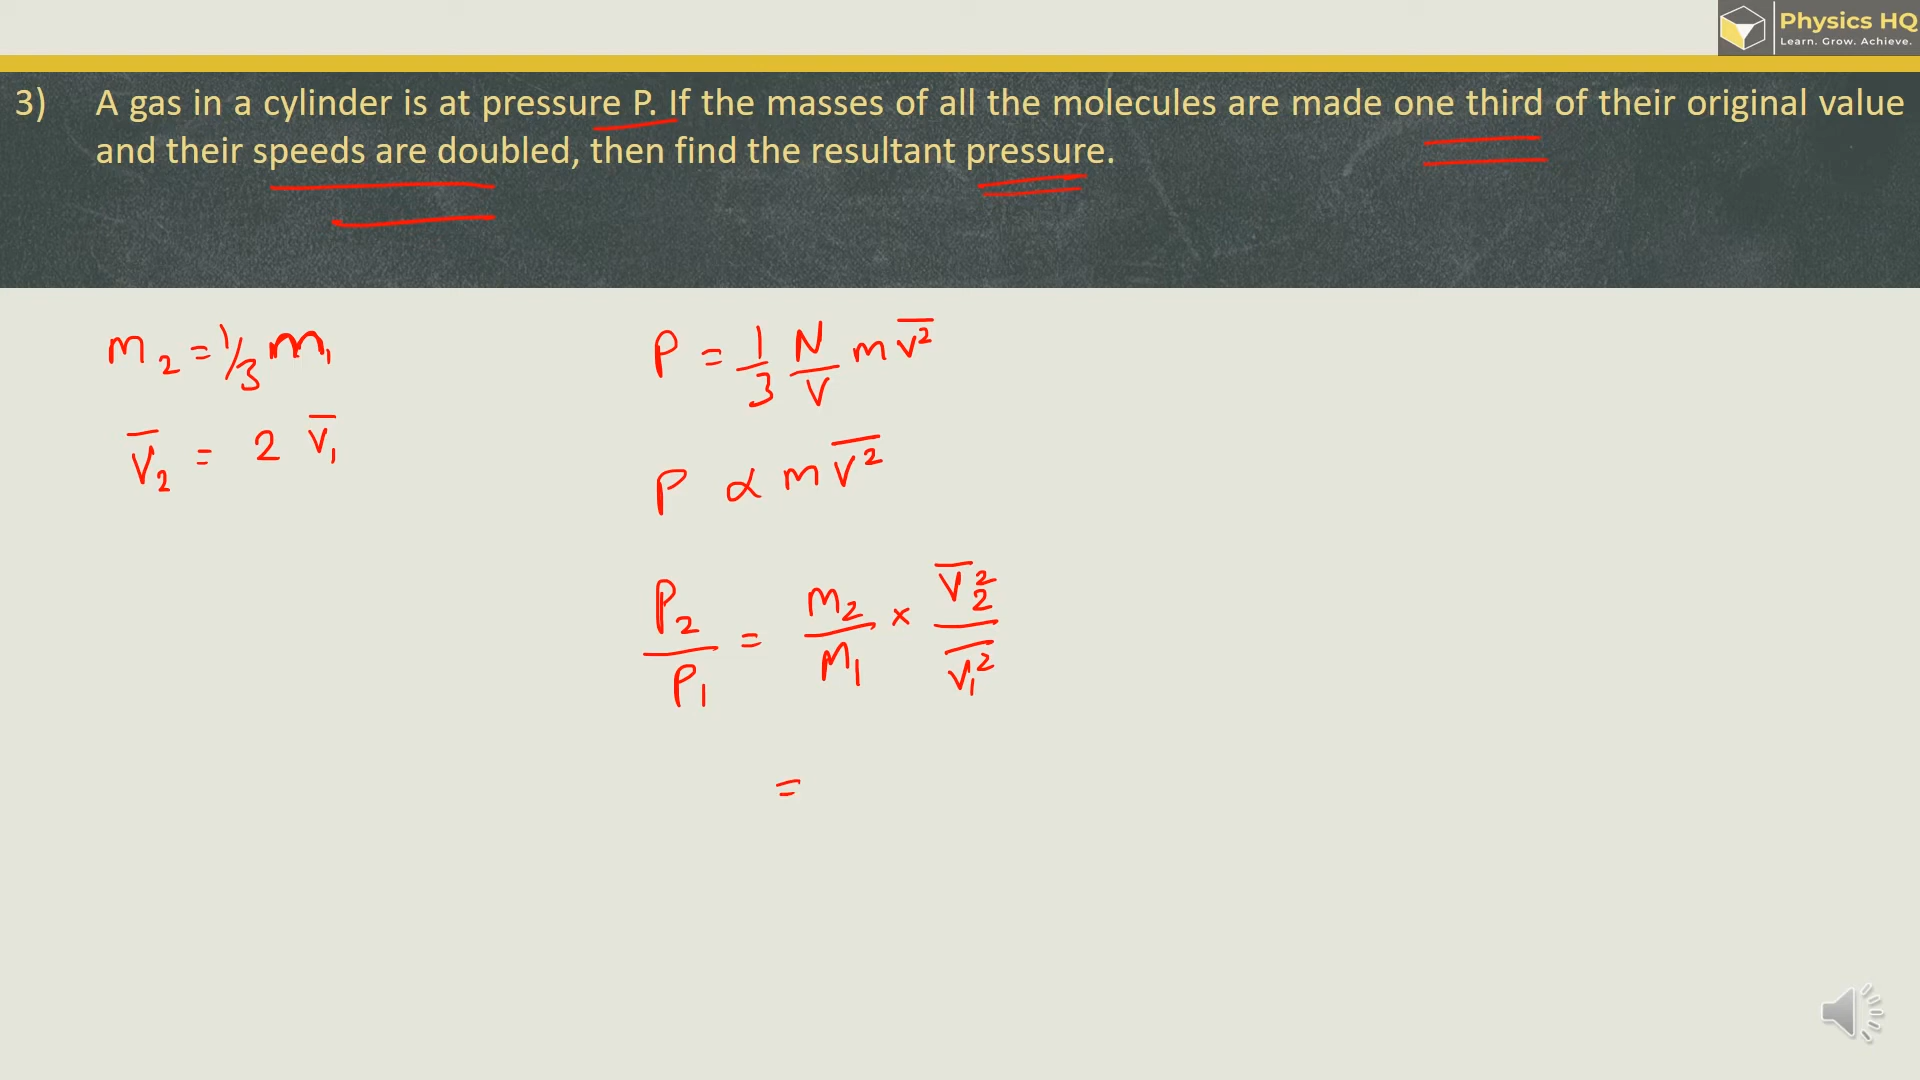 Physics HQ
Learn. Grow. Achieve.
3) A gas in a cylinder is at pressure P. If the masses of all the molecules are made one third of their original value
and their speeds are doubled, then find the resultant pressure.
m₂ = 1/3 m₁
V̅₂ = 2 V̅₁
P = 1/3 N/V m v̅²
P ∝ m v̅²
P₂/P₁ = m₂/m₁ × v̅₂²/v̅₁²
=